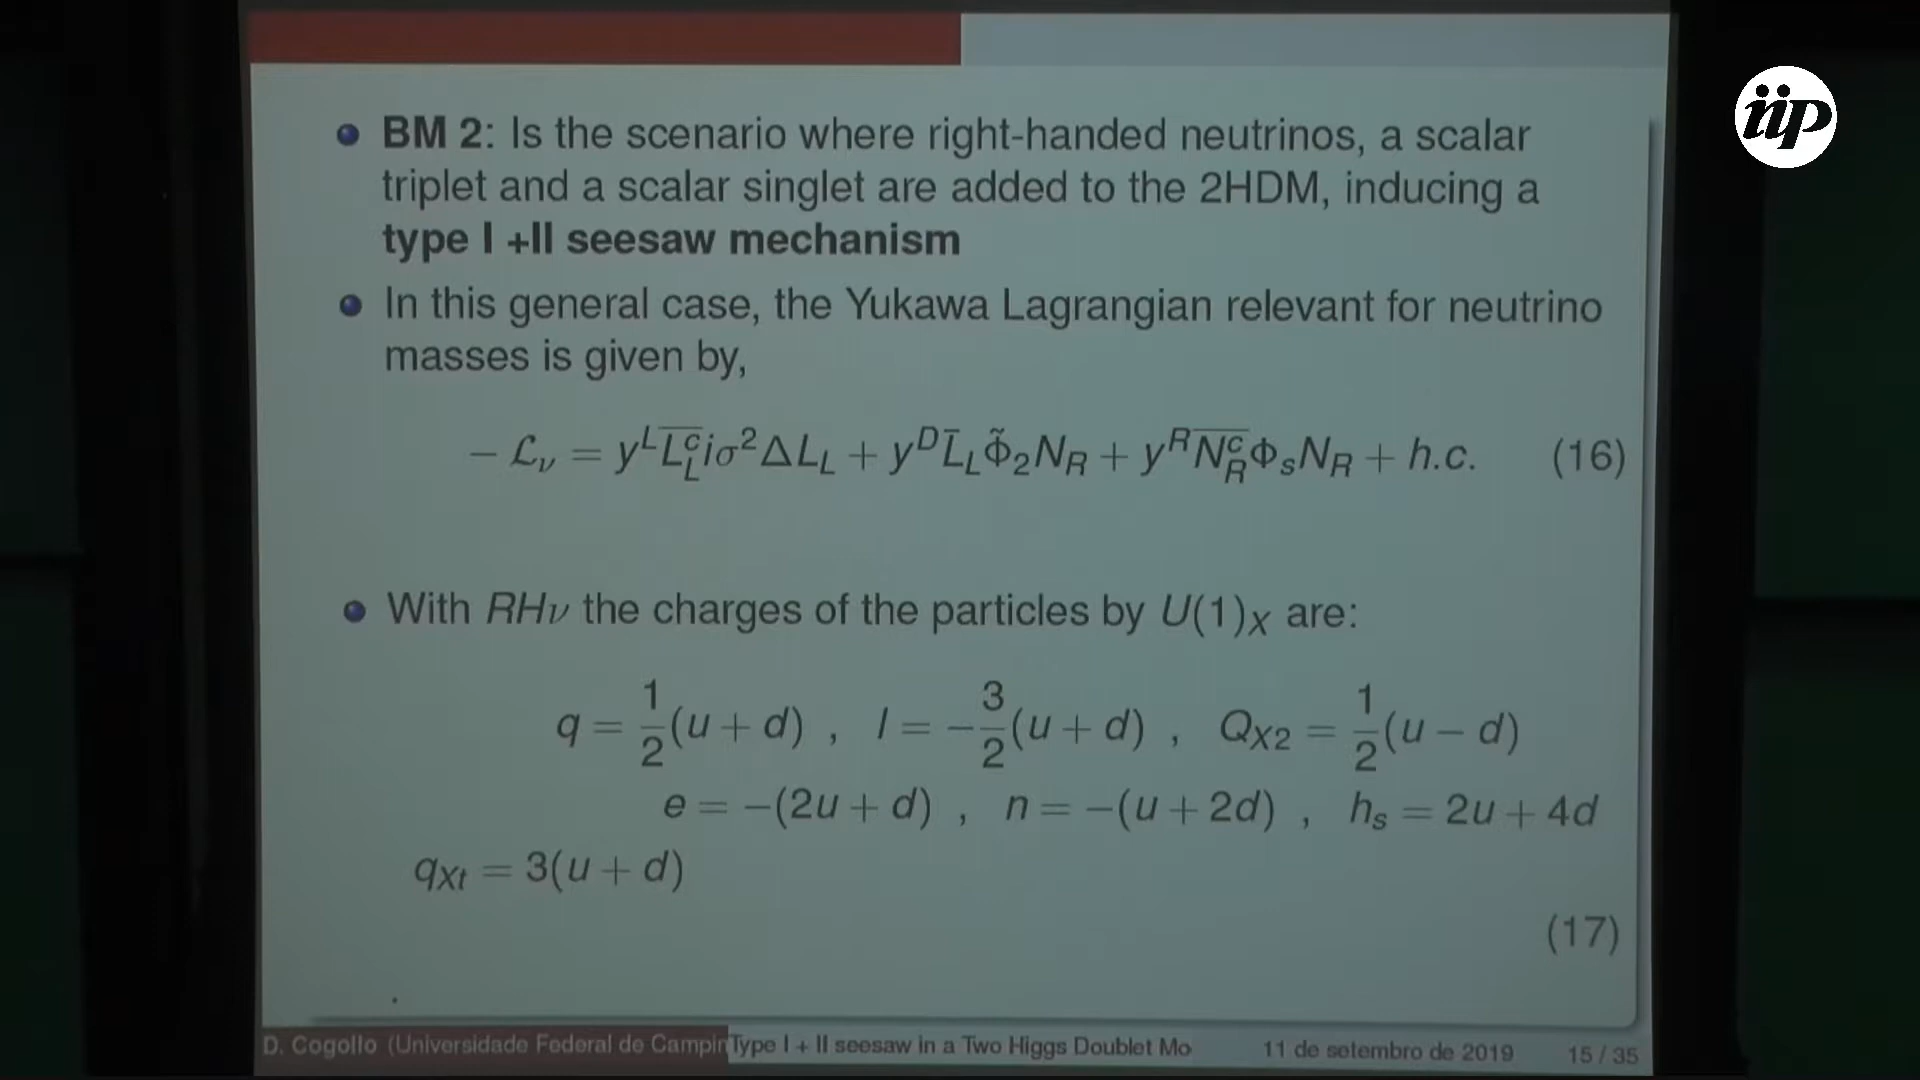 iip
BM 2: Is the scenario where right-handed neutrinos, a scalar
triplet and a scalar singlet are added to the 2HDM, inducing a
type I +II seesaw mechanism
In this general case, the Yukawa Lagrangian relevant for neutrino
masses is given by,
− ℒ_ν = y^L \overline{L^c_L} iσ² Δ L_L + y^D \bar{L}_L Φ̃₂ N_R + y^R \overline{N^c_R} Φ_s N_R + h.c. (16)
With RHν the charges of the particles by U(1)_X are:
q = 1/2 (u + d) , l = −3/2 (u + d) , Q_{X2} = 1/2 (u − d)
e = −(2u + d) , n = −(u + 2d) , h_s = 2u + 4d
q_{Xt} = 3(u + d)
(17)
D. Cogollo (Universidade Federal de Campin Type I + II seesaw in a Two Higgs Doublet Mo 11 de setembro de 2019 15 / 35